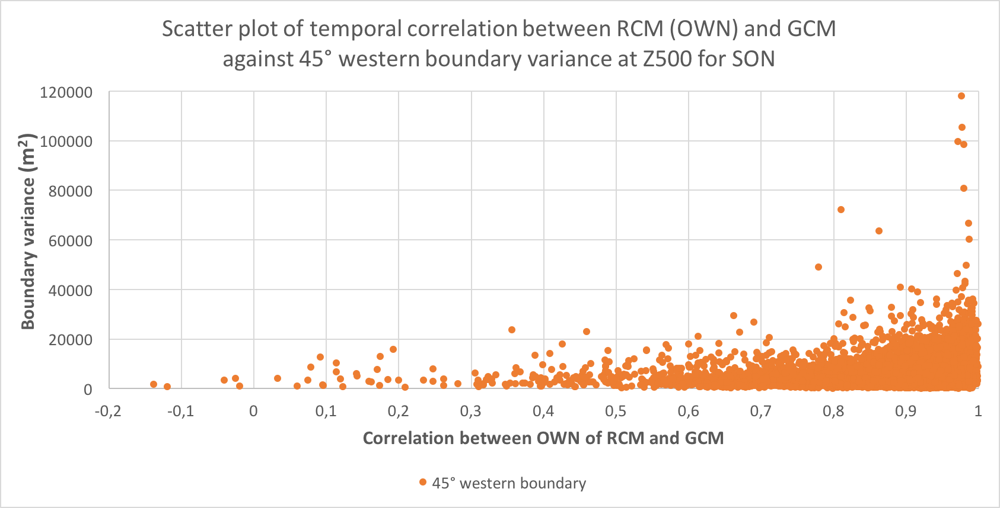 Scatter plot of temporal correlation between RCM (OWN) and GCM
against 45° western boundary variance at Z500 for SON
Boundary variance (m²)
120000
100000
80000
60000
40000
20000
0
-0,2 -0,1 0 0,1 0,2 0,3 0,4 0,5 0,6 0,7 0,8 0,9 1
Correlation between OWN of RCM and GCM
45° western boundary